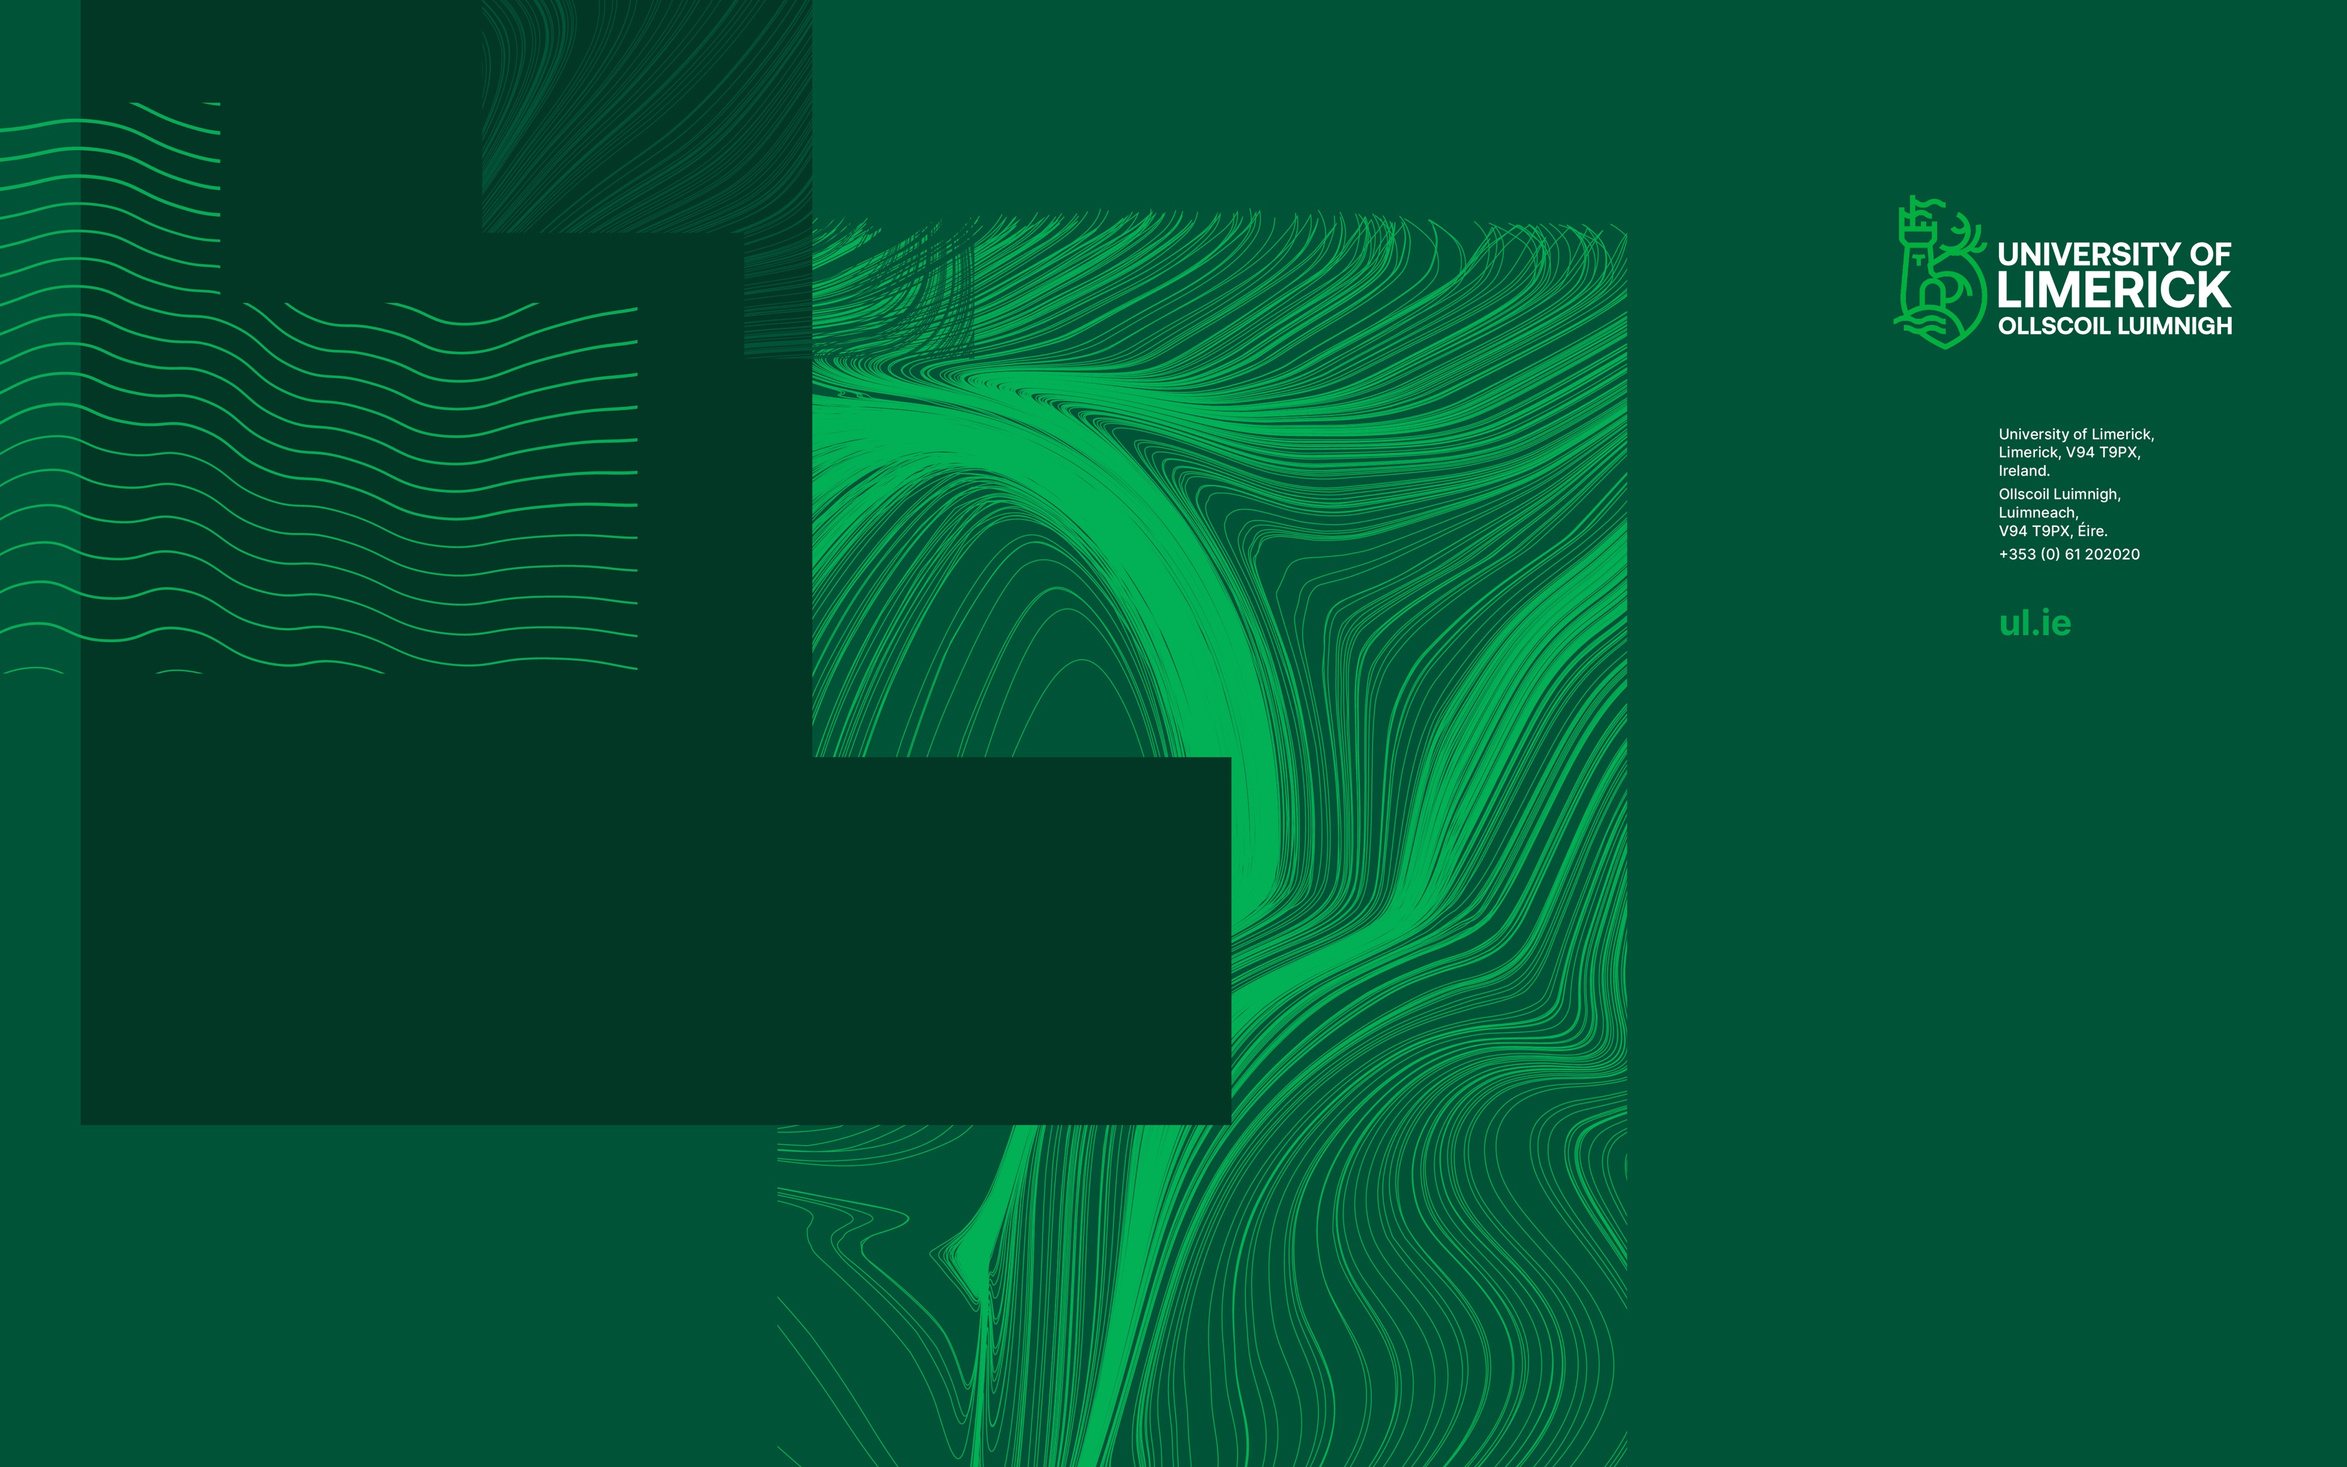 UNIVERSITY OF
LIMERICK
OLLSCOIL LUIMNIGH
University of Limerick,
Limerick, V94 T9PX,
Ireland.
Ollscoil Luimnigh,
Luimneach,
V94 T9PX, Éire.
+353 (0) 61 202020
ul.ie